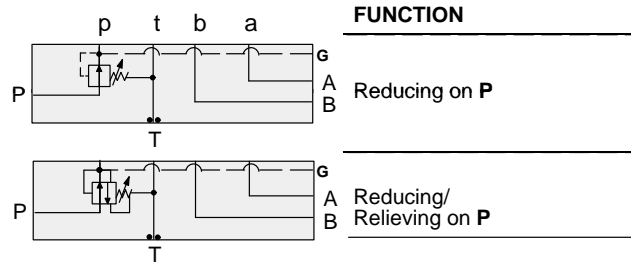 FUNCTION
p t b a
G
P
A
B
Reducing on P
T
G
P
A
B
Reducing/
Relieving on P
T